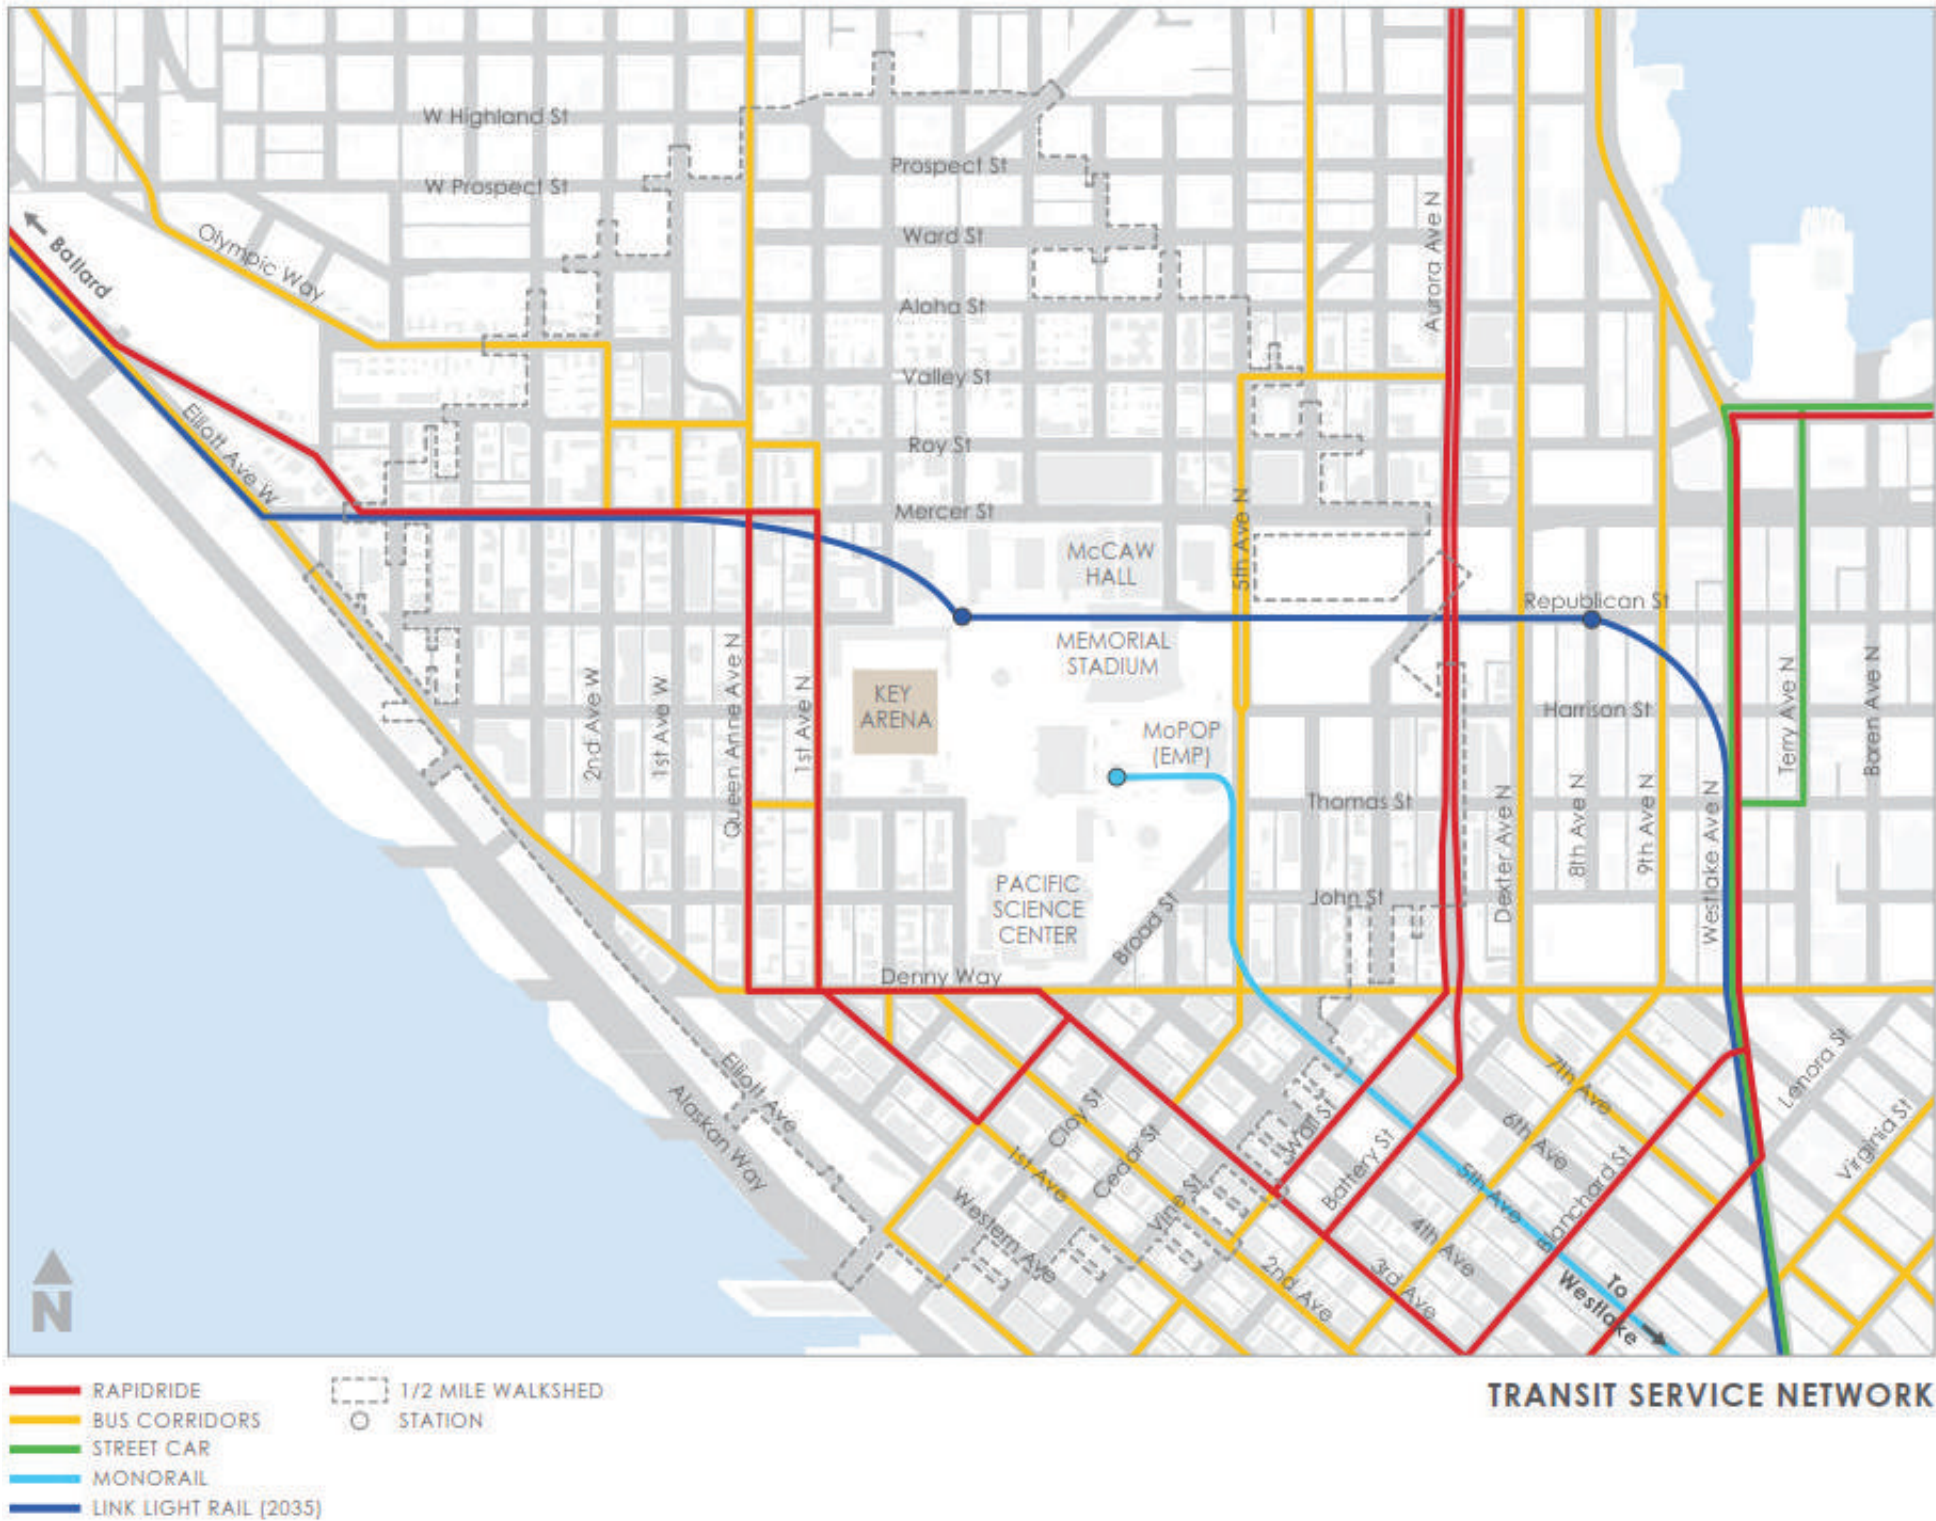 W Highland St
Prospect St
W Prospect St
Aurora Ave N
Ballard
Olympic Way
Ward St
Aloha St
Valley St
Elliott Ave W
Roy St
Mercer St
5th Ave N
McCAW
HALL
Republican St
MEMORIAL
STADIUM
2nd Ave W
1st Ave W
Queen Anne Ave N
1st Ave N
KEY
ARENA
Harrison St
Terry Ave N
Boren Ave N
MoPOP
(EMP)
Thomas St
Dexter Ave N
8th Ave N
9th Ave N
Westlake Ave N
PACIFIC
SCIENCE
CENTER
John St
Broad St
Denny Way
Elliott Ave
Alaskan Way
Clay St
1st Ave
Cedar St
Western Ave
Vine St
Wall St
Battery St
2nd Ave
3rd Ave
4th Ave
5th Ave
6th Ave
7th Ave
Blanchard St
Lenora St
Virginia St
To
Westlake
N
RAPIDRIDE
BUS CORRIDORS
STREET CAR
MONORAIL
LINK LIGHT RAIL (2035)
1/2 MILE WALKSHED
STATION
TRANSIT SERVICE NETWORK